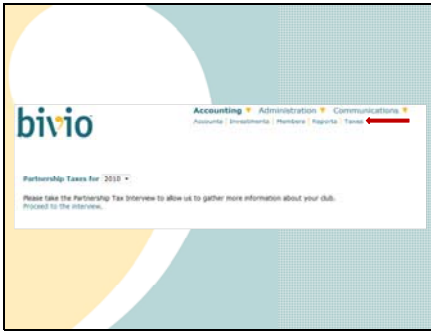 bivio
Accounting Administration Communications
Accounts | Investments | Members | Reports | Taxes
Partnership Taxes for 2010
Please take the Partnership Tax Interview to allow us to gather more information about your club.
Proceed to the interview.